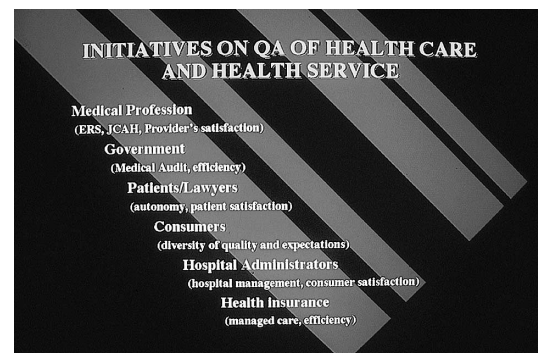 INITIATIVES ON QA OF HEALTH CARE
AND HEALTH SERVICE
Medical Profession
(ERS, JCAH, Provider's satisfaction)
Government
(Medical Audit, efficiency)
Patients/Lawyers
(autonomy, patient satisfaction)
Consumers
(diversity of quality and expectations)
Hospital Administrators
(hospital management, consumer satisfaction)
Health insurance
(managed care, efficiency)